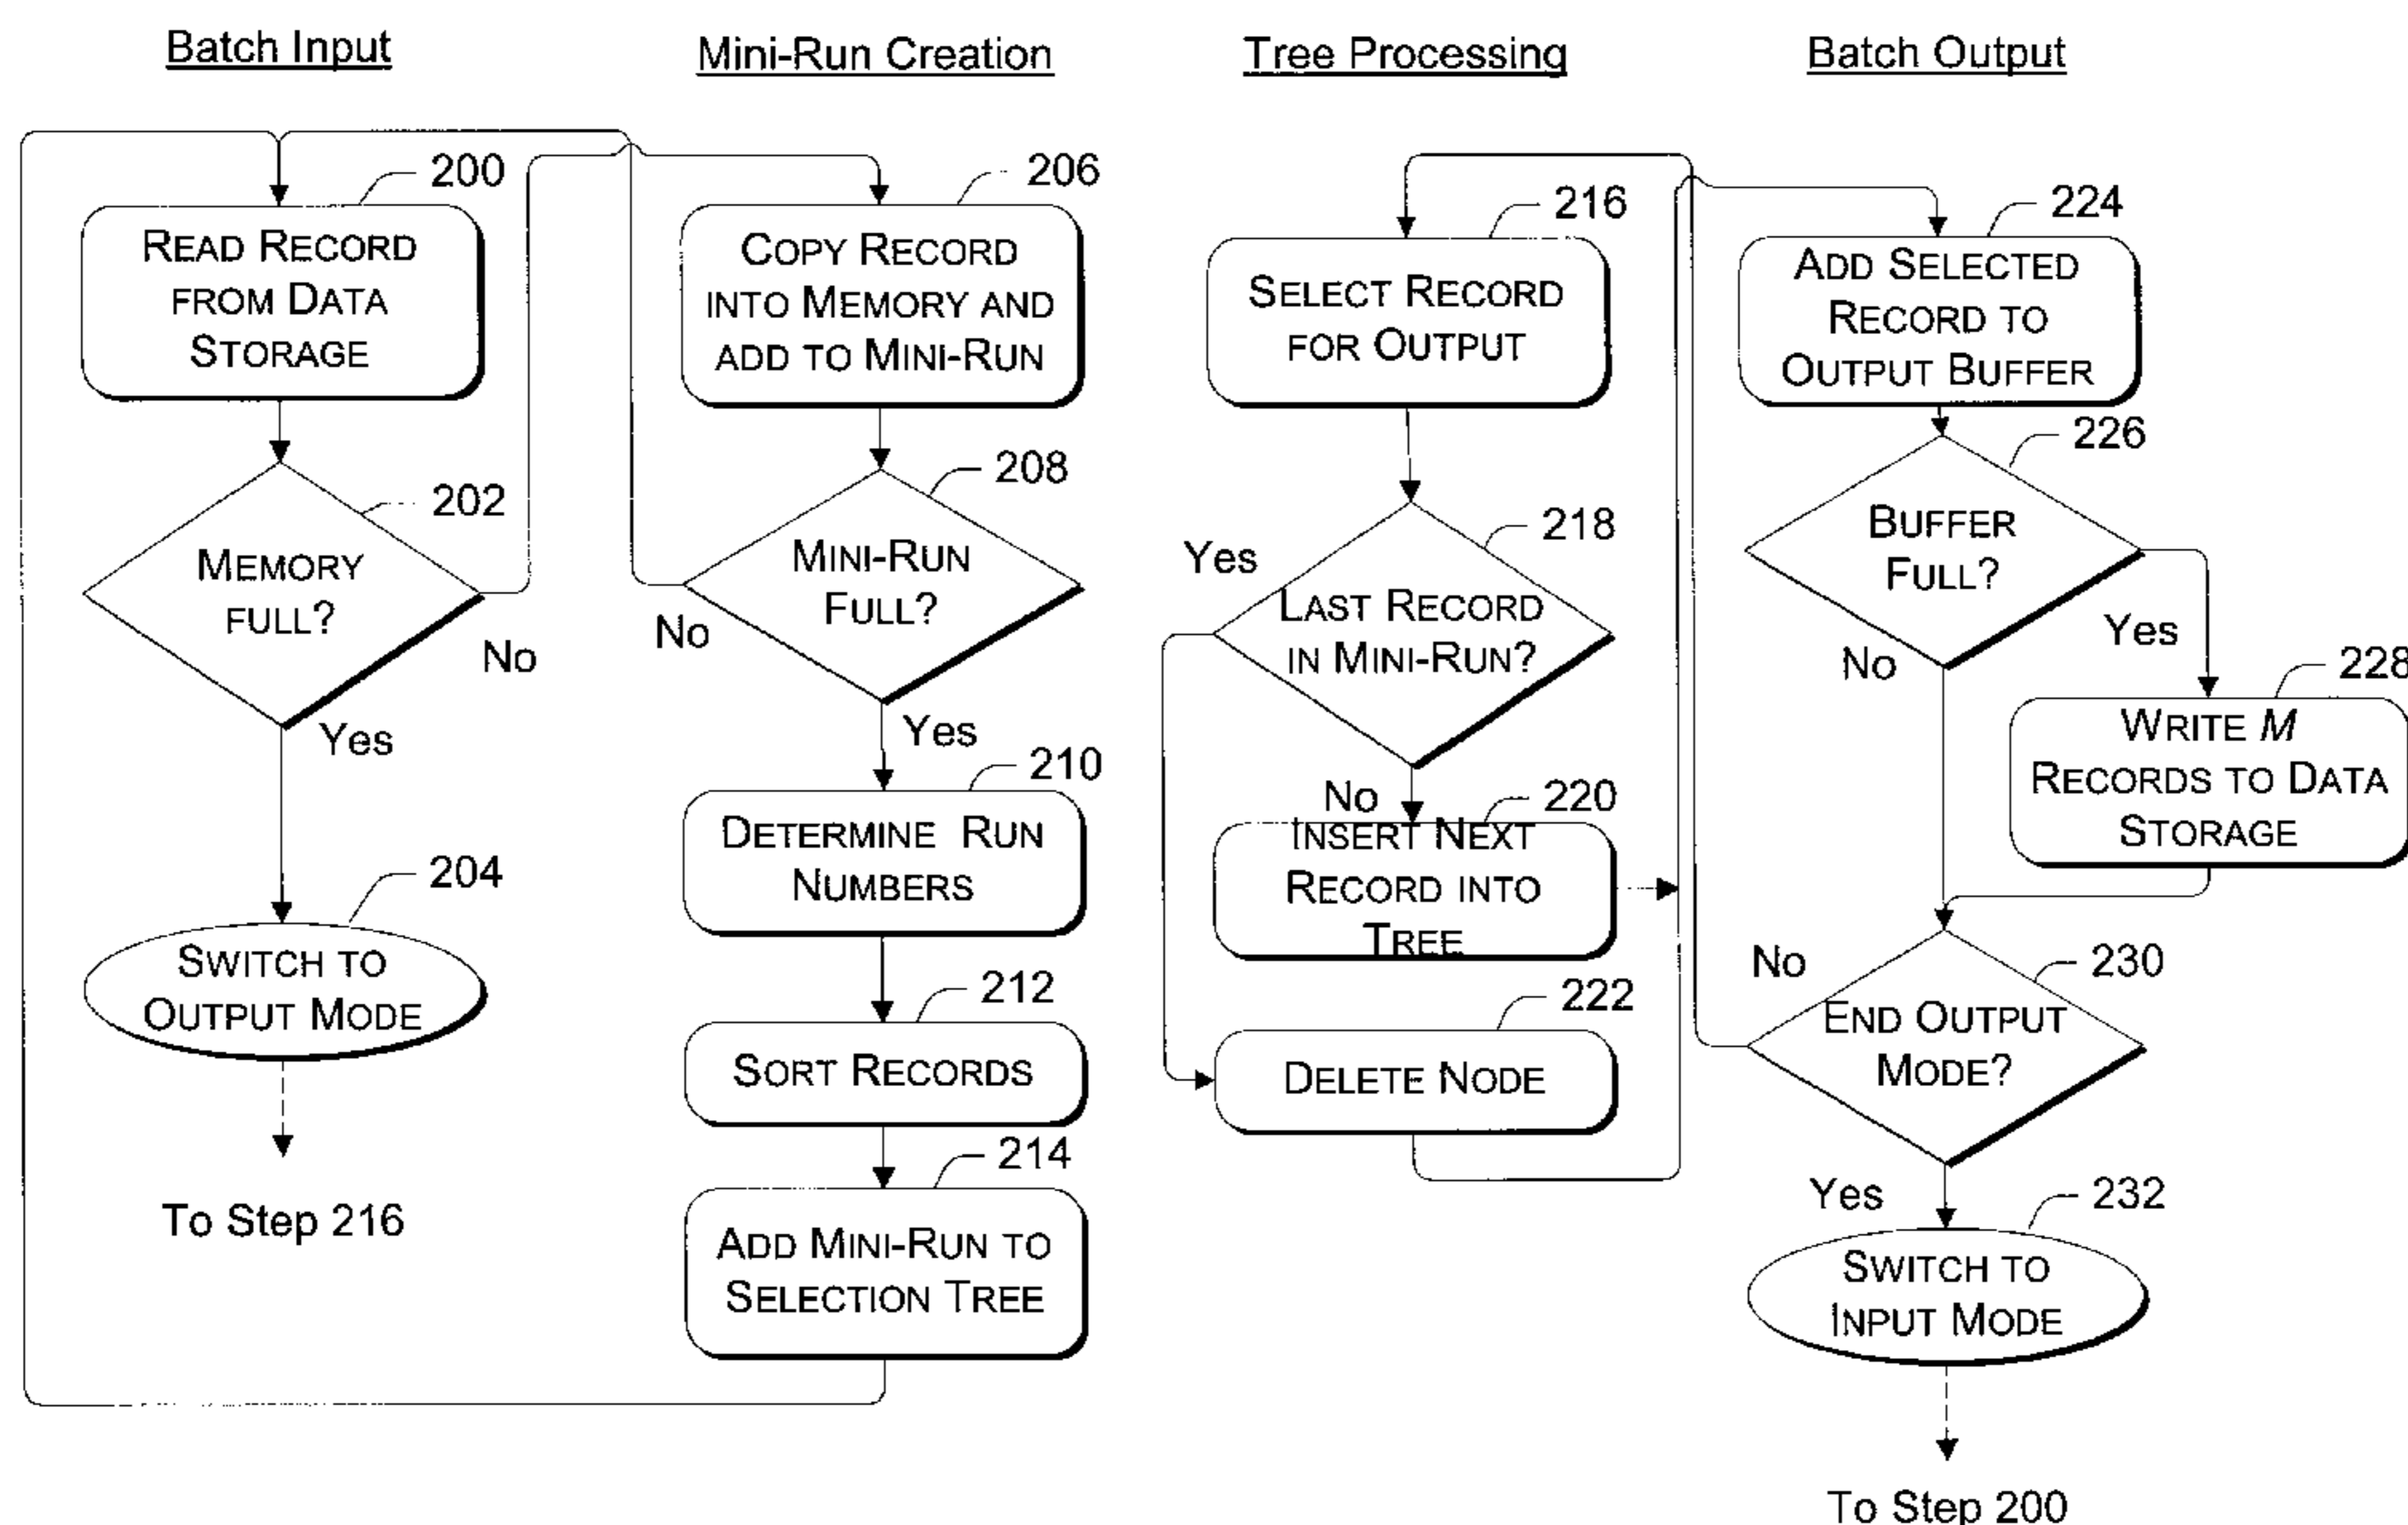 Batch Input
200
READ RECORD
FROM DATA
STORAGE
202
MEMORY
FULL?
No
Yes
204
SWITCH TO
OUTPUT MODE
To Step 216
Mini-Run Creation
206
COPY RECORD
INTO MEMORY AND
ADD TO MINI-RUN
208
MINI-RUN
FULL?
No
Yes
210
DETERMINE RUN
NUMBERS
212
SORT RECORDS
214
ADD MINI-RUN TO
SELECTION TREE
Tree Processing
216
SELECT RECORD
FOR OUTPUT
218
Yes
LAST RECORD
IN MINI-RUN?
No
220
INSERT NEXT
RECORD INTO
TREE
222
DELETE NODE
Batch Output
224
ADD SELECTED
RECORD TO
OUTPUT BUFFER
226
BUFFER
FULL?
Yes
No
228
WRITE M
RECORDS TO DATA
STORAGE
No
230
END OUTPUT
MODE?
Yes
232
SWITCH TO
INPUT MODE
To Step 200